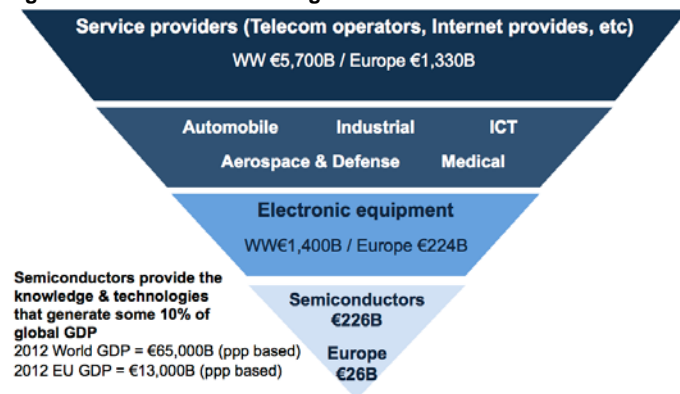 Service providers (Telecom operators, Internet provides, etc)
WW €5,700B / Europe €1,330B
Automobile Industrial ICT
Aerospace & Defense Medical
Electronic equipment
WW€1,400B / Europe €224B
Semiconductors provide the
knowledge & technologies
that generate some 10% of
global GDP
2012 World GDP = €65,000B (ppp based)
2012 EU GDP = €13,000B (ppp based)
Semiconductors
€226B
Europe
€26B